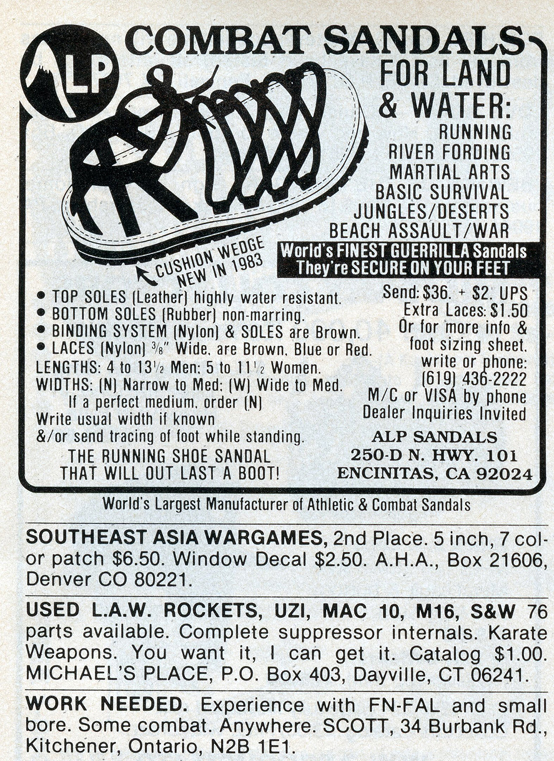 ALP
COMBAT SANDALS
FOR LAND
& WATER:
RUNNING
RIVER FORDING
MARTIAL ARTS
BASIC SURVIVAL
JUNGLES/DESERTS
BEACH ASSAULT/WAR
World's FINEST GUERRILLA Sandals
They're SECURE ON YOUR FEET
CUSHION WEDGE
NEW IN 1983
• TOP SOLES (Leather) highly water resistant.
• BOTTOM SOLES (Rubber) non-marring.
• BINDING SYSTEM (Nylon) & SOLES are Brown.
• LACES (Nylon) 3/8" Wide. are Brown, Blue or Red.
LENGTHS: 4 to 13 1/2 Men; 5 to 11 1/2 Women.
WIDTHS: (N) Narrow to Med; (W) Wide to Med.
If a perfect medium, order (N)
Write usual width if known
&/or send tracing of foot while standing.
THE RUNNING SHOE SANDAL
THAT WILL OUT LAST A BOOT!
Send: $36. + $2. UPS
Extra Laces: $1.50
Or for more info &
foot sizing sheet,
write or phone:
(619) 436-2222
M/C or VISA by phone
Dealer Inquiries Invited
ALP SANDALS
250-D N. HWY. 101
ENCINITAS, CA 92024
World's Largest Manufacturer of Athletic & Combat Sandals
SOUTHEAST ASIA WARGAMES, 2nd Place. 5 inch, 7 col-
or patch $6.50. Window Decal $2.50. A.H.A., Box 21606,
Denver CO 80221.
USED L.A.W. ROCKETS, UZI, MAC 10, M16, S&W 76
parts available. Complete suppressor internals. Karate
Weapons. You want it, I can get it. Catalog $1.00.
MICHAEL'S PLACE, P.O. Box 403, Dayville, CT 06241.
WORK NEEDED. Experience with FN-FAL and small
bore. Some combat. Anywhere. SCOTT, 34 Burbank Rd.,
Kitchener, Ontario, N2B 1E1.